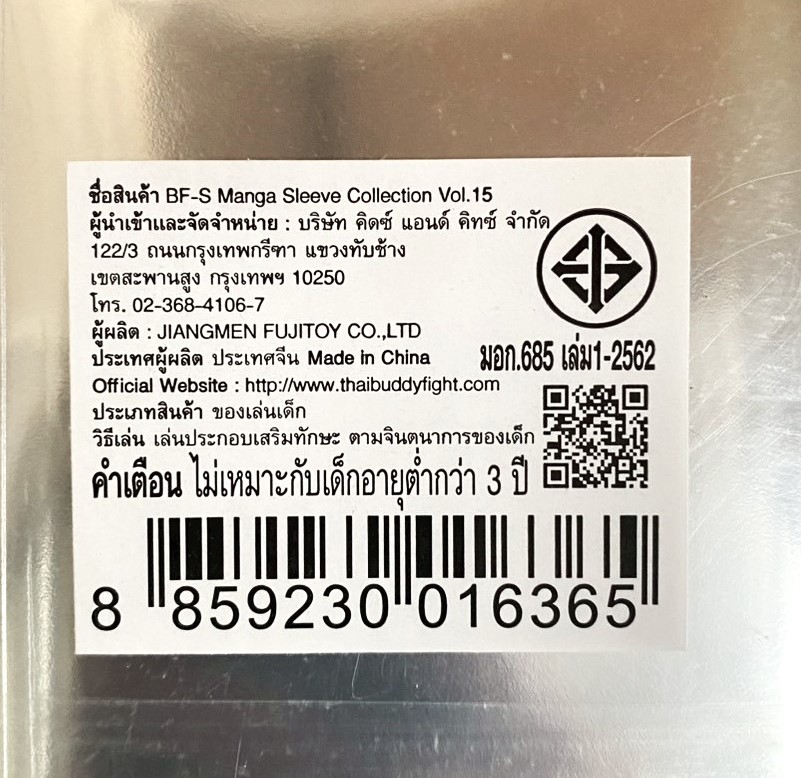 ชื่อสินค้า BF-S Manga Sleeve Collection Vol.15
ผู้นำเข้าและจัดจำหน่าย : บริษัท คิดซ์ แอนด์ คิทซ์ จำกัด
122/3 ถนนกรุงเทพกรีฑา แขวงทับช้าง
เขตสะพานสูง กรุงเทพฯ 10250
โทร. 02-368-4106-7
ผู้ผลิต : JIANGMEN FUJITOY CO.,LTD
ประเทศผู้ผลิต ประเทศจีน Made in China
มอก.685 เล่ม1-2562
Official Website : http://www.thaibuddyfight.com
ประเภทสินค้า ของเล่นเด็ก
วิธีเล่น เล่นประกอบเสริมทักษะ ตามจินตนาการของเด็ก
คำเตือน ไม่เหมาะกับเด็กอายุต่ำกว่า 3 ปี
8 859230 016365